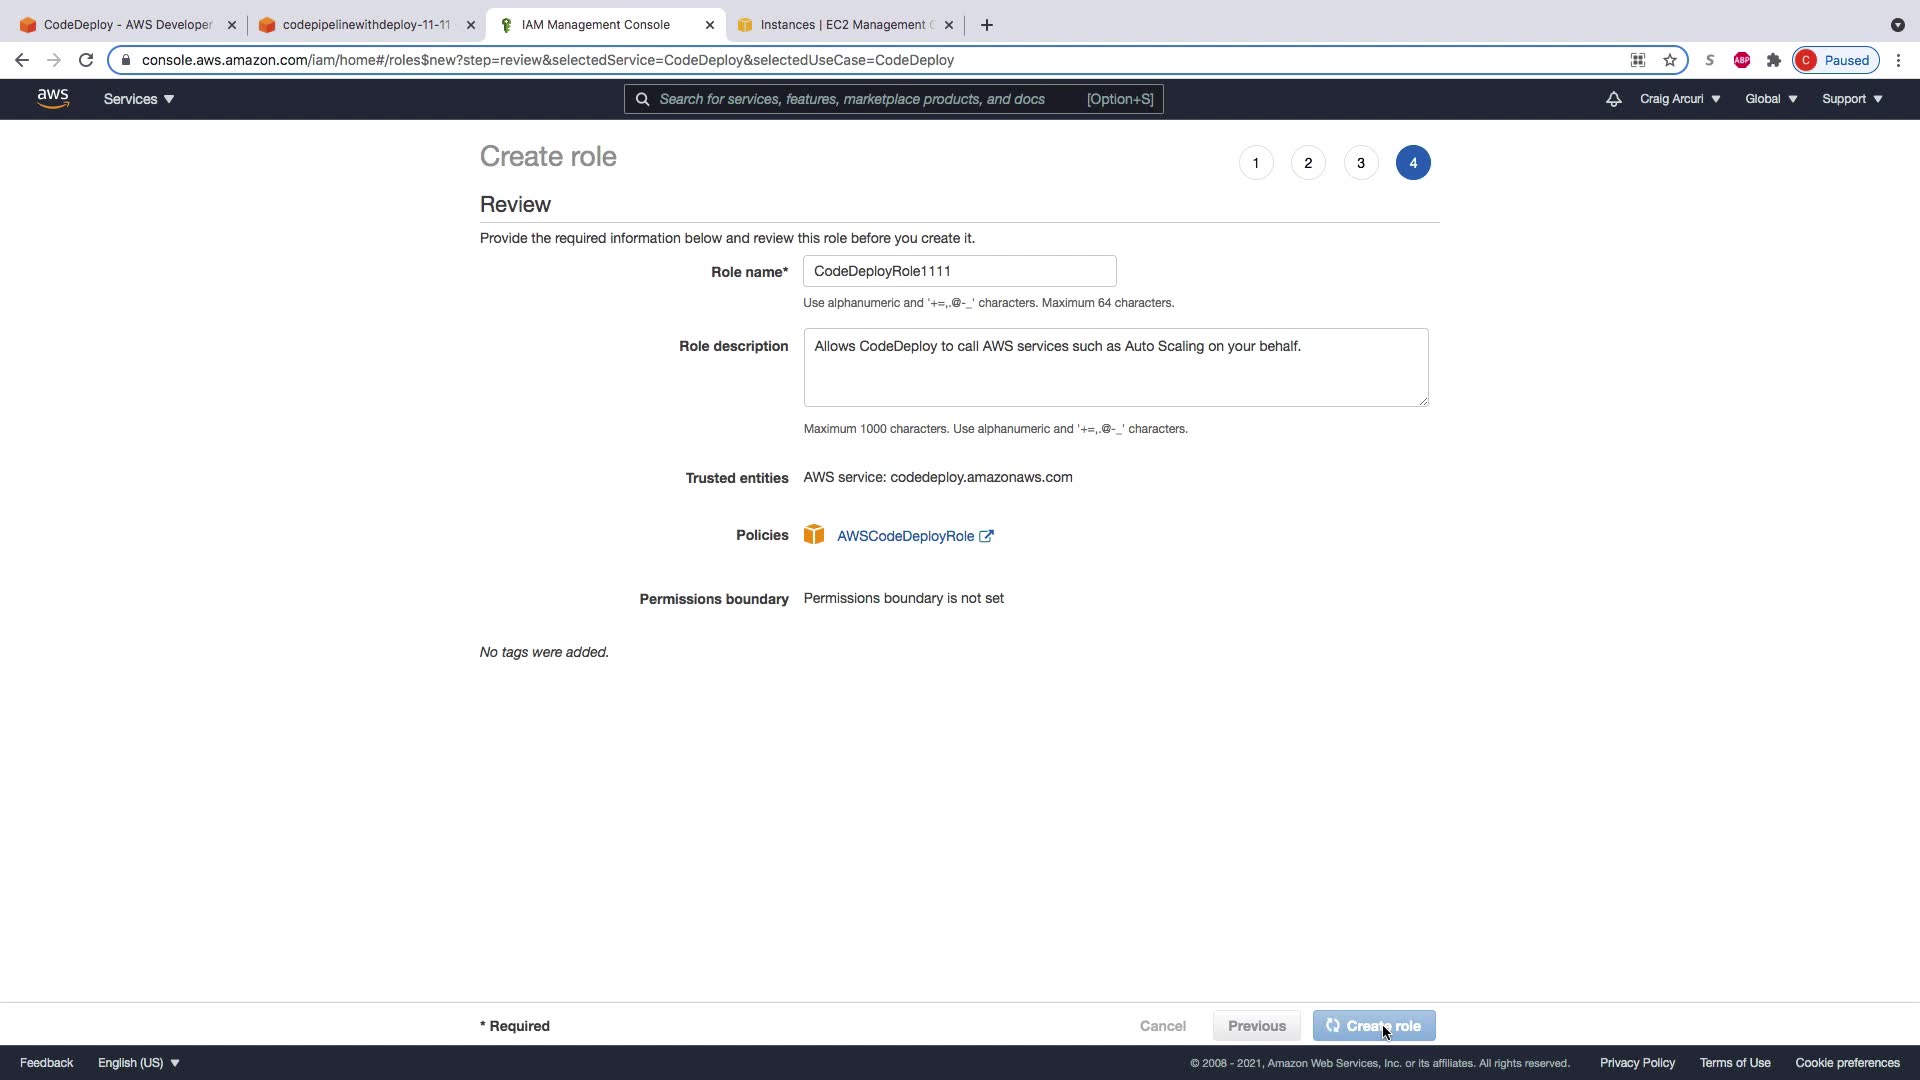 CodeDeploy - AWS Developer
codepipelinewithdeploy-11-11
IAM Management Console
Instances | EC2 Management C
console.aws.amazon.com/iam/home#/roles$new?step=review&selectedService=CodeDeploy&selectedUseCase=CodeDeploy
S
ABP
C Paused
aws
Services
Search for services, features, marketplace products, and docs [Option+S]
Craig Arcuri
Global
Support
Create role
1 2 3 4
Review
Provide the required information below and review this role before you create it.
Role name* CodeDeployRole1111
Use alphanumeric and '+=,.@-_' characters. Maximum 64 characters.
Role description Allows CodeDeploy to call AWS services such as Auto Scaling on your behalf.
Maximum 1000 characters. Use alphanumeric and '+=,.@-_' characters.
Trusted entities AWS service: codedeploy.amazonaws.com
Policies AWSCodeDeployRole
Permissions boundary Permissions boundary is not set
No tags were added.
* Required
Cancel
Previous
Create role
Feedback
English (US)
© 2008 - 2021, Amazon Web Services, Inc. or its affiliates. All rights reserved.
Privacy Policy
Terms of Use
Cookie preferences